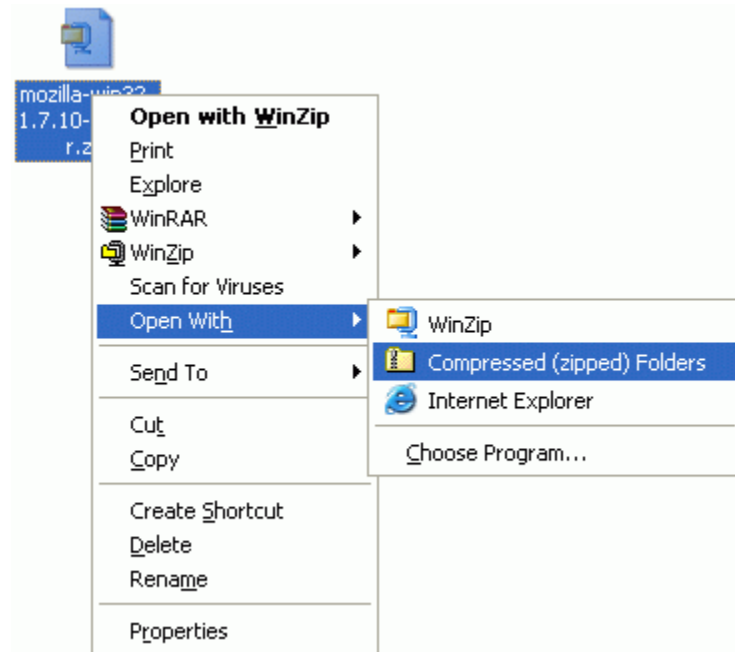 mozilla-win32-
1.7.10-
r.z
Open with WinZip
Print
Explore
WinRAR
WinZip
Scan for Viruses
Open With
Send To
Cut
Copy
Create Shortcut
Delete
Rename
Properties
WinZip
Compressed (zipped) Folders
Internet Explorer
Choose Program...